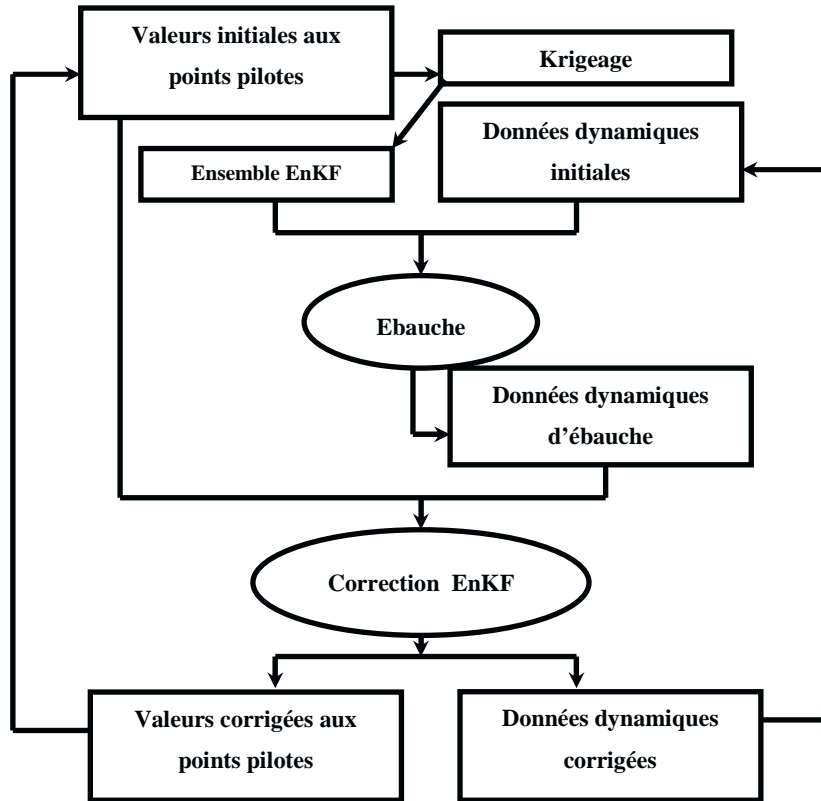 Valeurs initiales aux
points pilotes
Krigeage
Données dynamiques
initiales
Ensemble EnKF
Ebauche
Données dynamiques
d’ébauche
Correction EnKF
Valeurs corrigées aux
points pilotes
Données dynamiques
corrigées